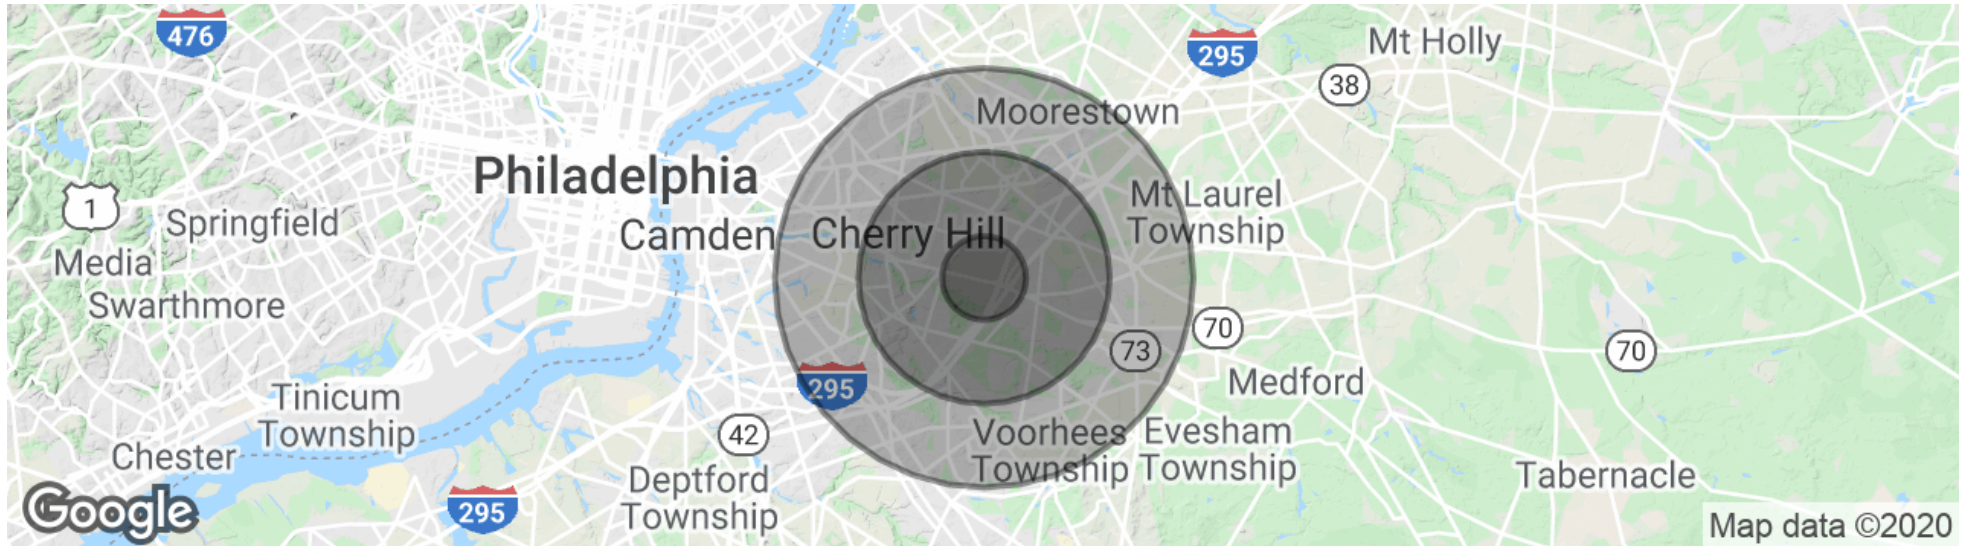 476
295
Mt Holly
38
Moorestown
Philadelphia
1
Springfield
Camden
Cherry Hill
Mt Laurel
Township
Media
Swarthmore
70
73
70
295
Medford
Tinicum
Township
42
Voorhees
Township
Evesham
Township
Chester
Deptford
Township
Tabernacle
295
Google
Map data ©2020